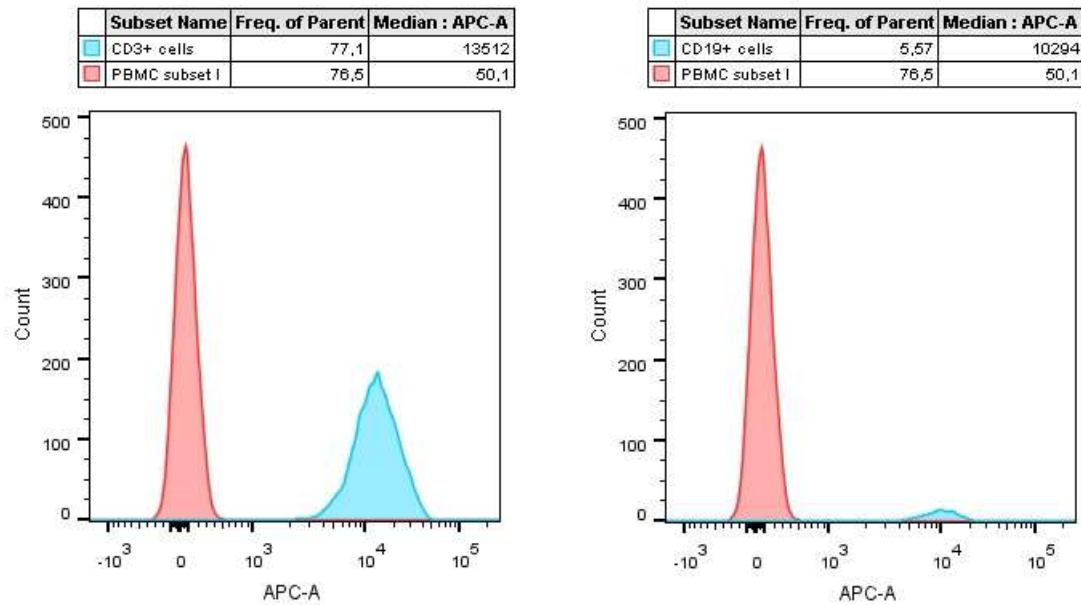 Subset Name Freq. of Parent Median : APC-A
CD3+ cells 77,1 13512
PBMC subset I 76,5 50,1
500
400
300
200
100
0
Count
-10^3 0 10^3 10^4 10^5
APC-A
Subset Name Freq. of Parent Median : APC-A
CD19+ cells 5,57 10294
PBMC subset I 76,5 50,1
500
400
300
200
100
0
Count
-10^3 0 10^3 10^4 10^5
APC-A